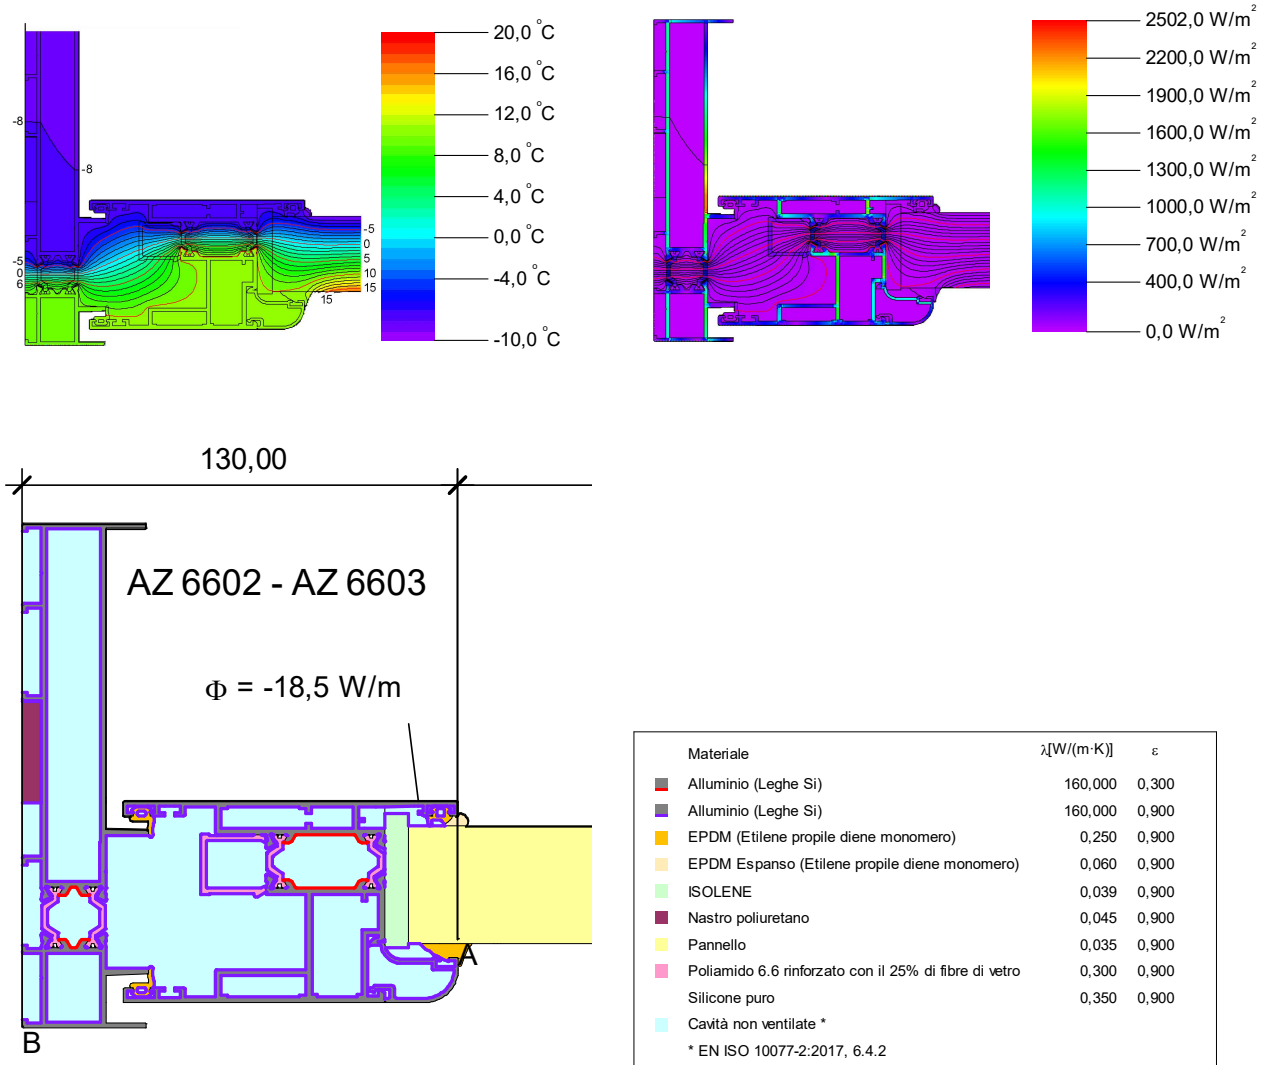 20,0 °C
16,0 °C
12,0 °C
8,0 °C
4,0 °C
0,0 °C
-4,0 °C
-8,0 °C
-10,0 °C
-8
-8
-5
0
6
-5
0
5
10
15
15
2502,0 W/m²
2200,0 W/m²
1900,0 W/m²
1600,0 W/m²
1300,0 W/m²
1000,0 W/m²
700,0 W/m²
400,0 W/m²
0,0 W/m²
130,00
AZ 6602 - AZ 6603
Φ = -18,5 W/m
A
B
Materiale λ[W/(m·K)] ε
Alluminio (Leghe Si) 160,000 0,300
Alluminio (Leghe Si) 160,000 0,900
EPDM (Etilene propile diene monomero) 0,250 0,900
EPDM Espanso (Etilene propile diene monomero) 0,060 0,900
ISOLENE 0,039 0,900
Nastro poliuretano 0,045 0,900
Pannello 0,035 0,900
Poliamido 6.6 rinforzato con il 25% di fibre di vetro 0,300 0,900
Silicone puro 0,350 0,900
Cavità non ventilate *
* EN ISO 10077-2:2017, 6.4.2